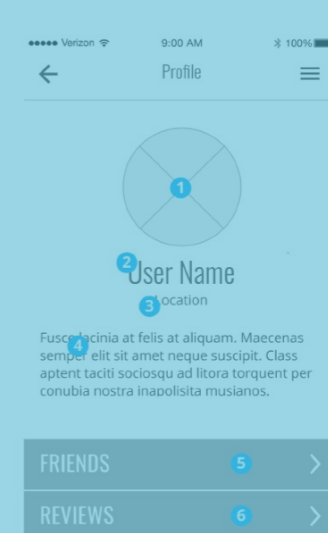 Verizon 9:00 AM 100%
Profile
1
2
User Name
3 Location
Fusce lacinia at felis at aliquam. Maecenas
4
semper elit sit amet neque suscipit. Class
aptent taciti sociosqu ad litora torquent per
conubia nostra inapolisita musianos.
FRIENDS 5
REVIEWS 6